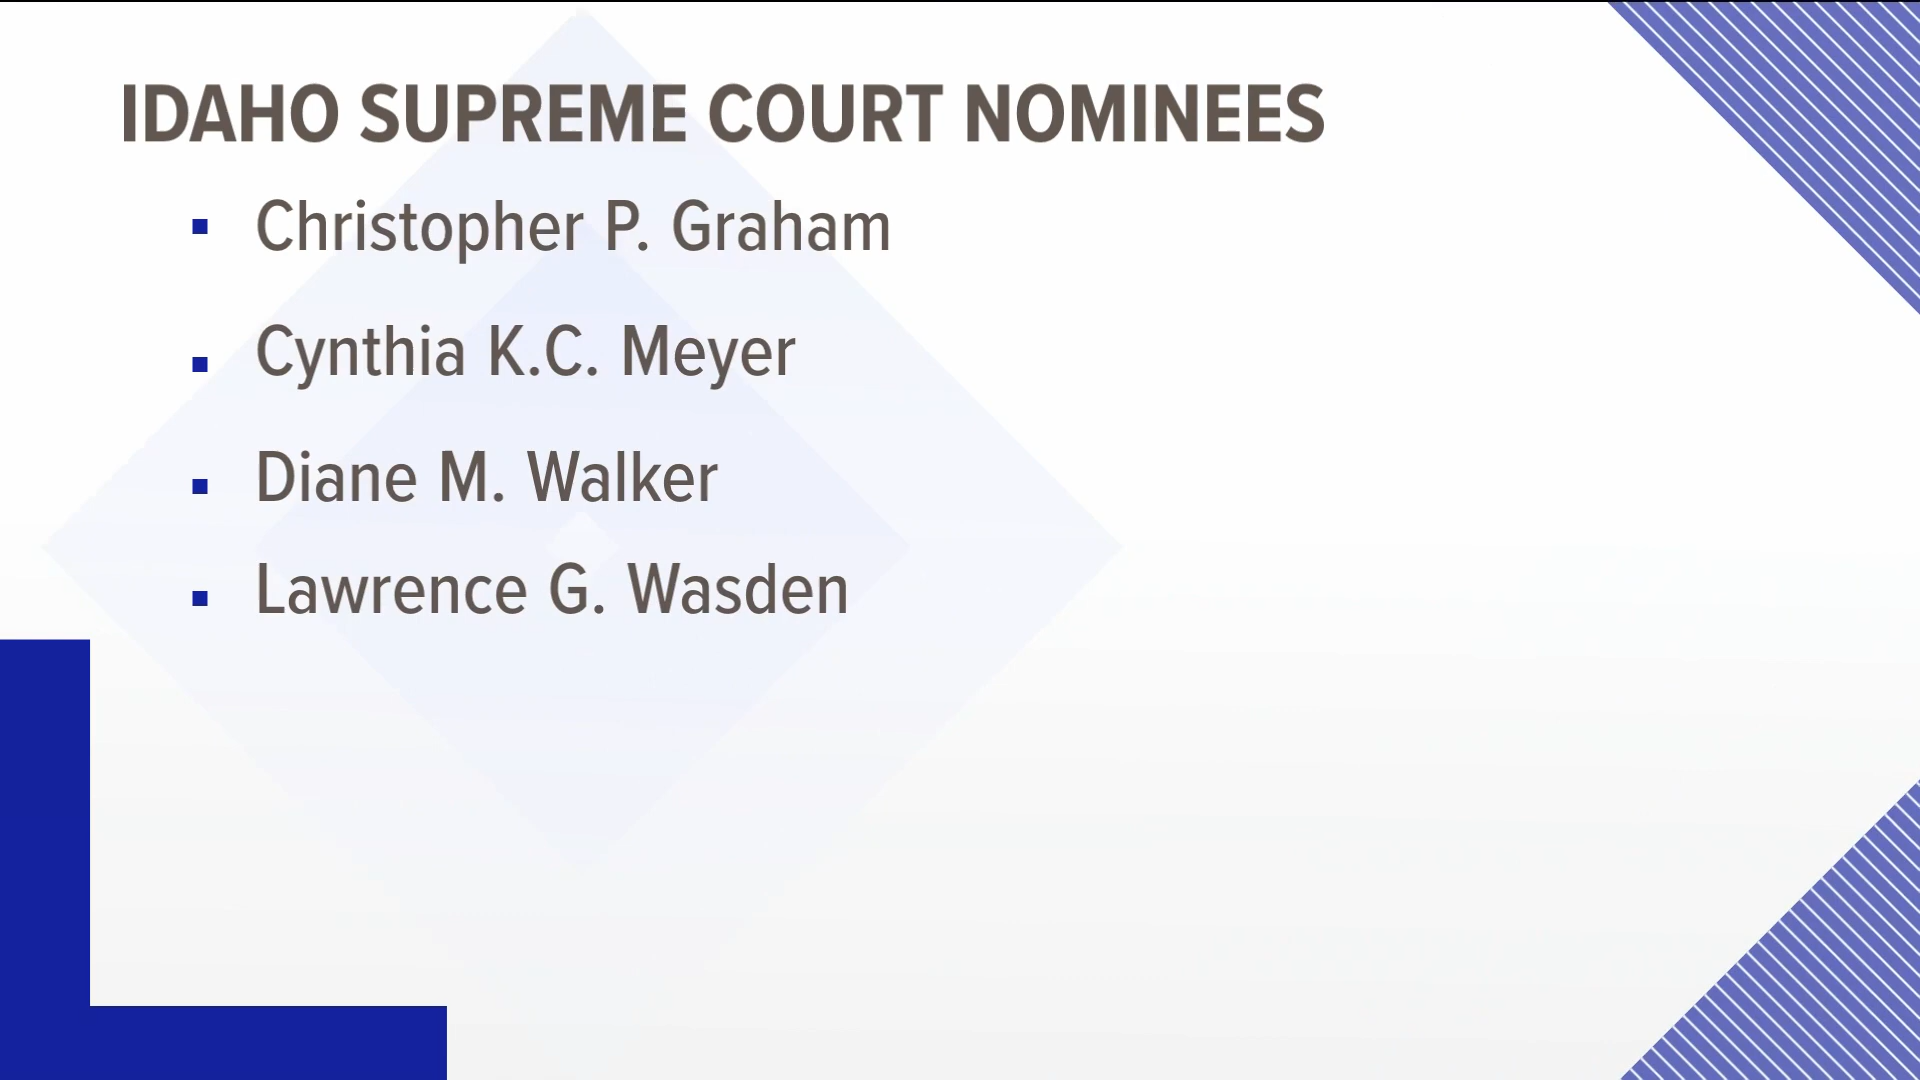 IDAHO SUPREME COURT NOMINEES
Christopher P. Graham
Cynthia K.C. Meyer
Diane M. Walker
Lawrence G. Wasden